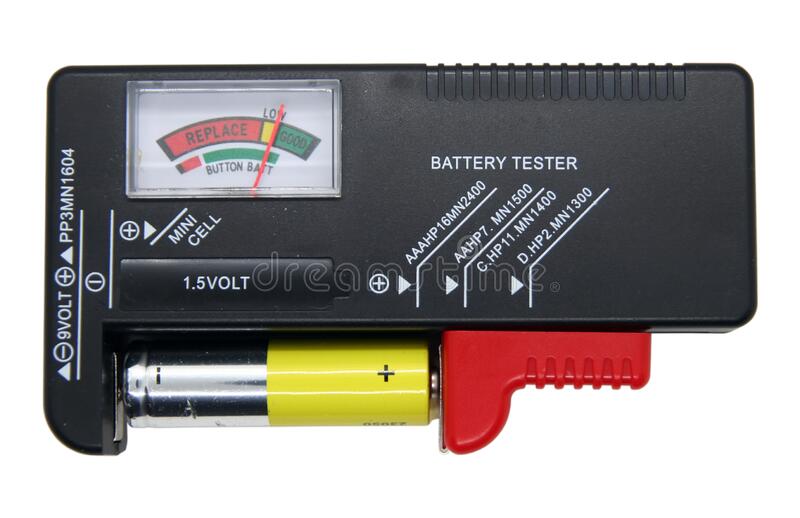 LOW
REPLACE
GOOD
BUTTON BATT
BATTERY TESTER
9VOLT PP3MN1604
MINI
CELL
AAAHP16MN2400
AAHP7. MN1500
C.HP11.MN1400
D.HP2.MN1300
1.5VOLT
dreamstime
- +
23050